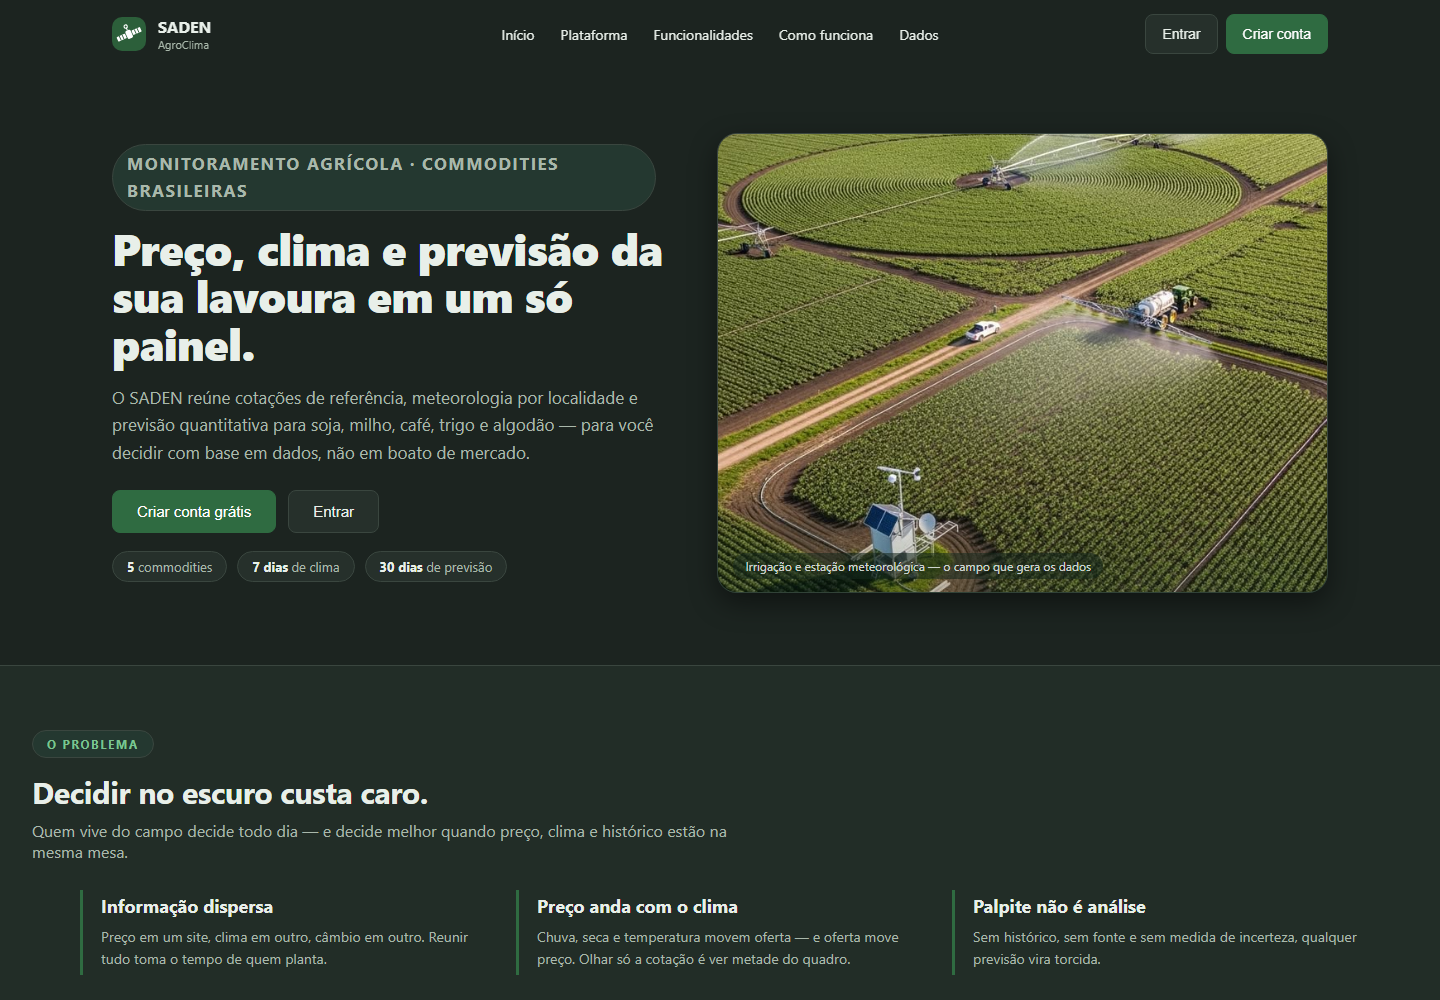 SADEN
AgroClima
Início
Plataforma
Funcionalidades
Como funciona
Dados
Entrar
Criar conta
MONITORAMENTO AGRÍCOLA · COMMODITIES
BRASILEIRAS
Preço, clima e previsão da
sua lavoura em um só
painel.
O SADEN reúne cotações de referência, meteorologia por localidade e
previsão quantitativa para soja, milho, café, trigo e algodão — para você
decidir com base em dados, não em boato de mercado.
Criar conta grátis
Entrar
5 commodities
7 dias de clima
30 dias de previsão
Irrigação e estação meteorológica — o campo que gera os dados
O PROBLEMA
Decidir no escuro custa caro.
Quem vive do campo decide todo dia — e decide melhor quando preço, clima e histórico estão na
mesma mesa.
Informação dispersa
Preço em um site, clima em outro, câmbio em outro. Reunir
tudo toma o tempo de quem planta.
Preço anda com o clima
Chuva, seca e temperatura movem oferta — e oferta move
preço. Olhar só a cotação é ver metade do quadro.
Palpite não é análise
Sem histórico, sem fonte e sem medida de incerteza, qualquer
previsão vira torcida.